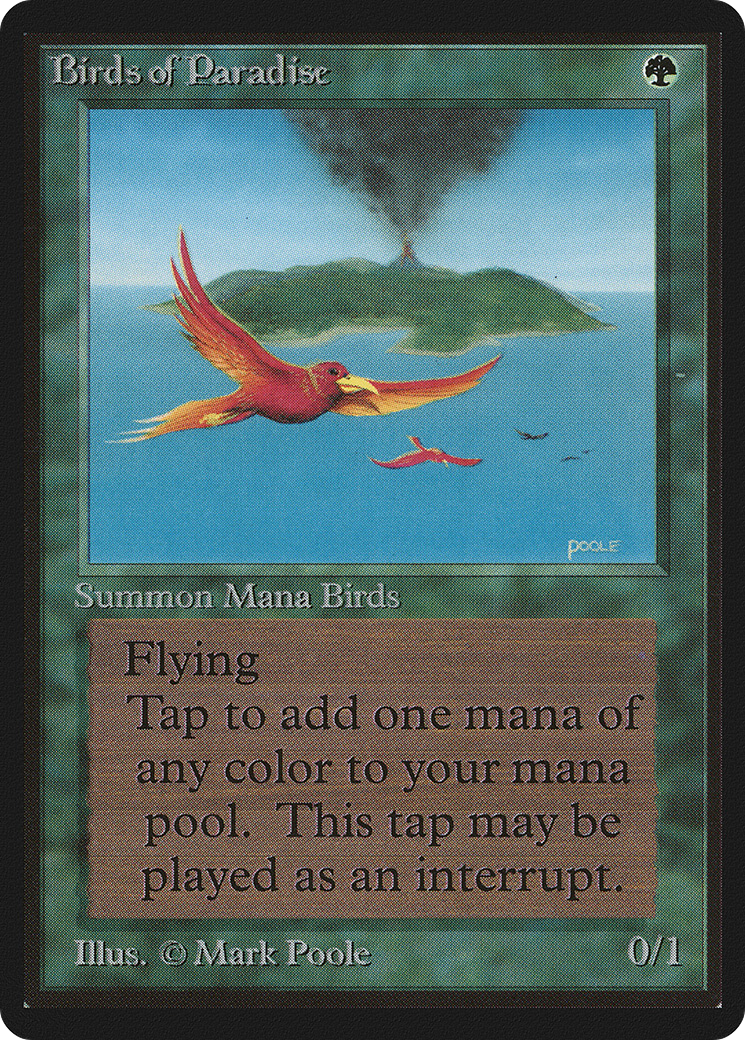 Birds of Paradise
POOLE
Summon Mana Birds
Flying
Tap to add one mana of
any color to your mana
pool. This tap may be
played as an interrupt.
Illus. © Mark Poole
0/1